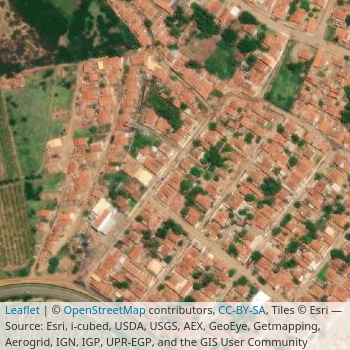 Leaflet | © OpenStreetMap contributors, CC-BY-SA, Tiles © Esri —
Source: Esri, i-cubed, USDA, USGS, AEX, GeoEye, Getmapping,
Aerogrid, IGN, IGP, UPR-EGP, and the GIS User Community